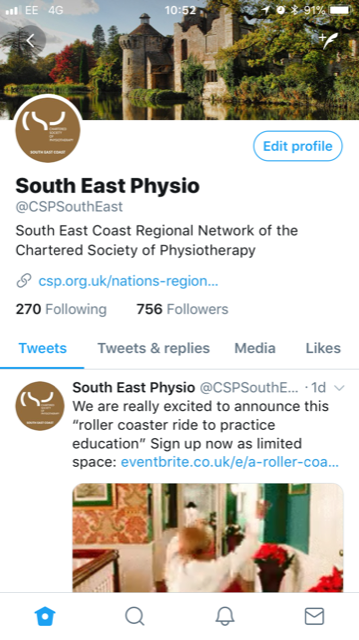 EE 4G 10:52 91%
Edit profile
South East Physio
@CSPSouthEast
South East Coast Regional Network of the
Chartered Society of Physiotherapy
csp.org.uk/nations-region...
270 Following 756 Followers
Tweets Tweets & replies Media Likes
South East Physio @CSPSouthE... · 1d
We are really excited to announce this
“roller coaster ride to practice
education” Sign up now as limited
space: eventbrite.co.uk/e/a-roller-coa...